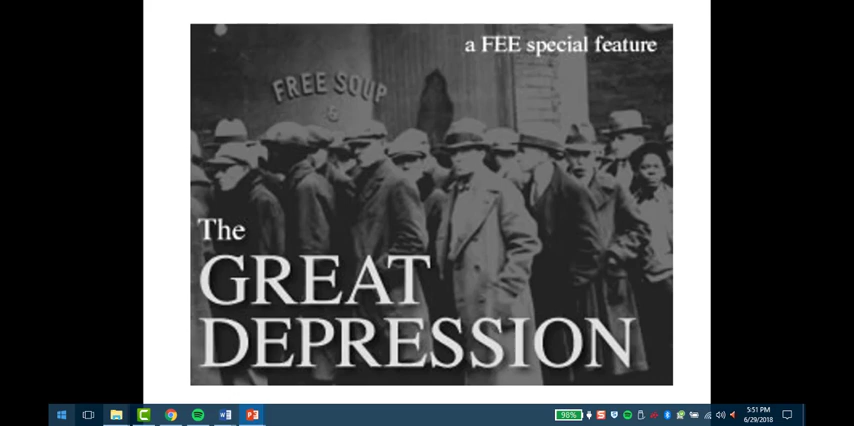 a FEE special feature
FREE SOUP
&
The
GREAT
DEPRESSION
98%
5:51 PM
6/29/2018